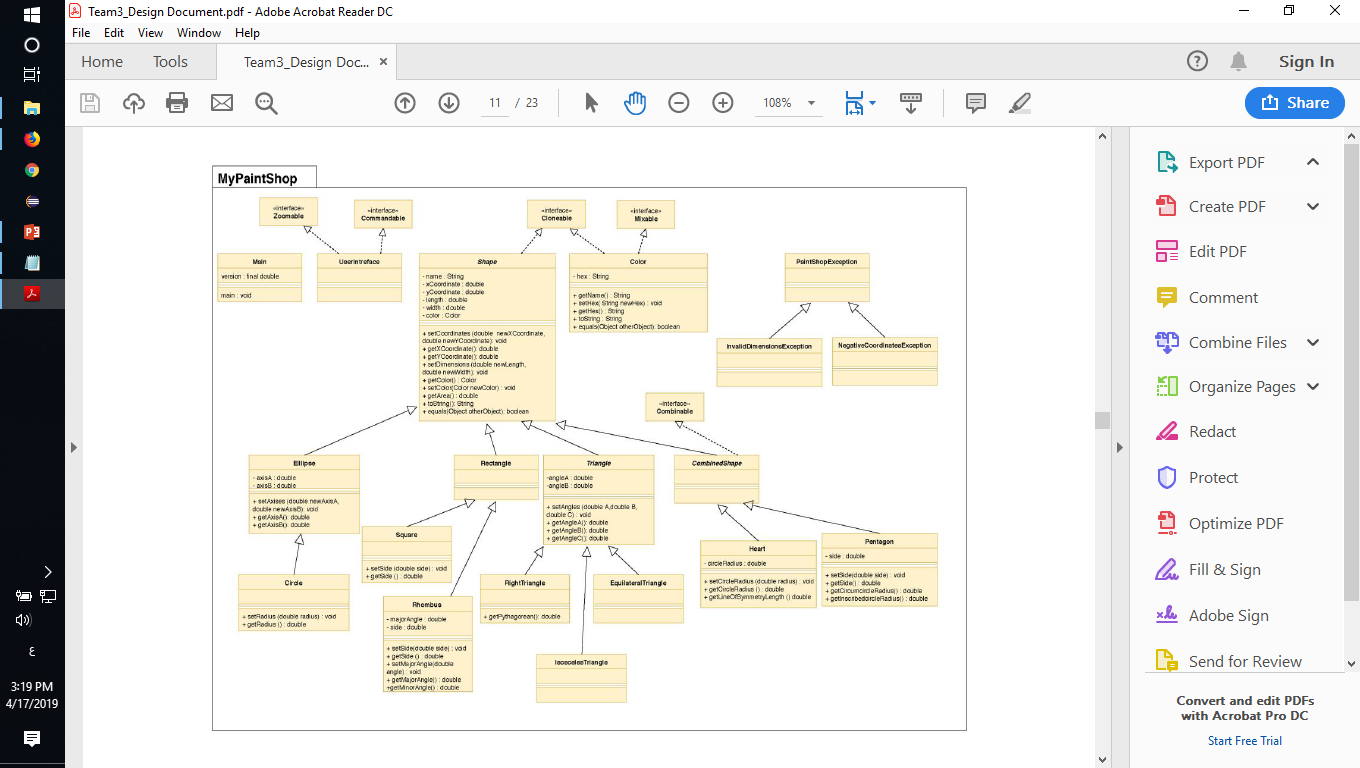 Team3_Design Document.pdf - Adobe Acrobat Reader DC
File Edit View Window Help
Home Tools Team3_Design Doc... × Sign In
11 / 23 108% Share
MyPaintShop
«interface»
Zoomable
«interface»
Commandable
«interface»
Cloneable
«interface»
Mixable
Main
version : final double
main : void
UserIntreface
Shape
- name : String
- xCoordinate : double
- yCoordinate : double
- length : double
- width : double
- color : Color
+ setCoordinates (double newXCoordinate,
double newYCoordinate): void
+ getXCoordinate(): double
+ getYCoordinate(): double
+ setDimensions (double newLength,
double newWidth): void
+ getColor() : Color
+ setColor(Color newColor) : void
+ getArea() : double
+ toString(): String
+ equals(Object otherObject): boolean
Color
- hex : String
+ getName() : String
+ setHex( String newHex) : void
+ getHex() : String
+ toString : String
+ equals(Object otherObject): boolean
PaintShopException
InvalidDimensionsException
NegativeCoordinatesException
«interface»
Combinable
Ellipse
- axisA : double
- axisB : double
+ setAxises (double newAxisA,
double newAxisB): void
+ getAxisA(): double
+ getAxisB(): double
Rectangle
Triangle
-angleA : double
-angleB : double
+ setAngles (double A,double B,
double C) : void
+ getAngleA(): double
+ getAngleB(): double
+ getAngleC(): double
CombinedShape
Square
+ setSide (double side) : void
+ getSide () : double
Heart
- circleRadius : double
+ setCircleRadius (double radius) : void
+ getCircleRadius () : double
+ getLineOfSymmetryLength () double
Pentagon
- side : double
+ setSide(double side) : void
+ getSide() : double
+ getCircumcircleRadius() : double
+ getInscribedcircleRadius() : double
Circle
+ setRadius (double radius) : void
+ getRadius () : double
RightTriangle
+ getPythagorean(): double
EquilateralTriangle
Rhombus
- majorAngle : double
- side : double
+ setSide(double side( : void
+ getSide () : double
+ setMajorAngle(double
angle) : void
+ getMajorAngle() : double
+getMinorAngle() : double
IsoscelesTriangle
Export PDF
Create PDF
Edit PDF
Comment
Combine Files
Organize Pages
Redact
Protect
Optimize PDF
Fill & Sign
Adobe Sign
Send for Review
Convert and edit PDFs
with Acrobat Pro DC
Start Free Trial
ع
3:19 PM
4/17/2019